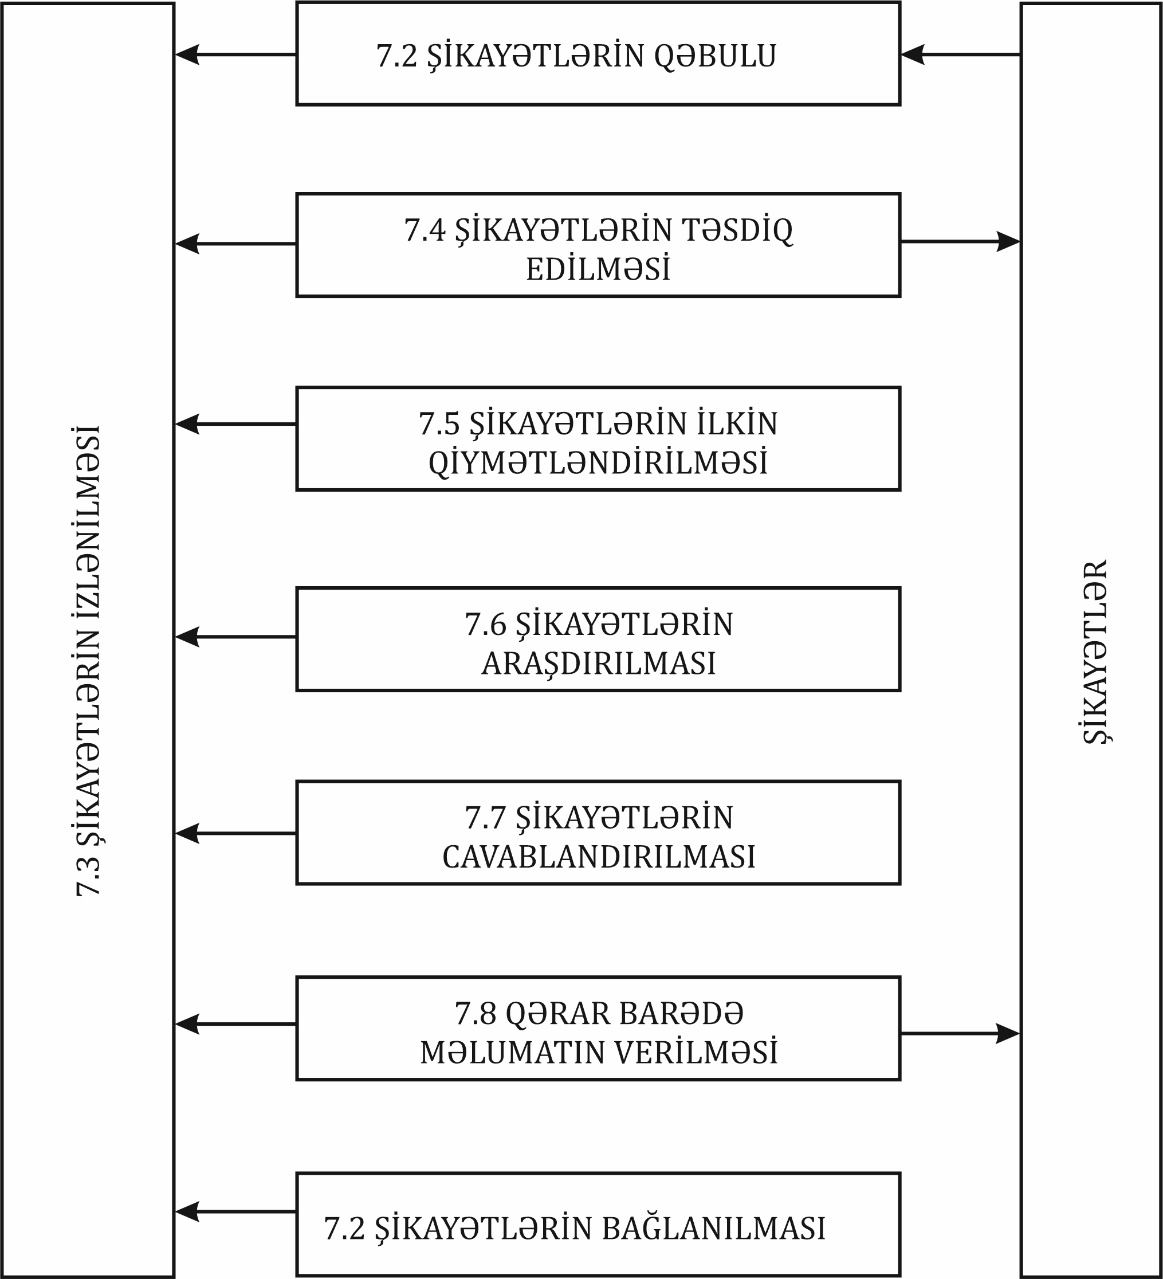 7.3 ŞİKAYƏTLƏRİN İZLƏNİLMƏSİ
7.2 ŞİKAYƏTLƏRİN QƏBULU
7.4 ŞİKAYƏTLƏRİN TƏSDİQ
EDİLMƏSİ
7.5 ŞİKAYƏTLƏRİN İLKİN
QİYMƏTLƏNDİRİLMƏSİ
7.6 ŞİKAYƏTLƏRİN
ARAŞDIRILMASI
7.7 ŞİKAYƏTLƏRİN
CAVABLANDIRILMASI
7.8 QƏRAR BARƏDƏ
MƏLUMATIN VERİLMƏSİ
7.2 ŞİKAYƏTLƏRİN BAĞLANILMASI
ŞİKAYƏTLƏR